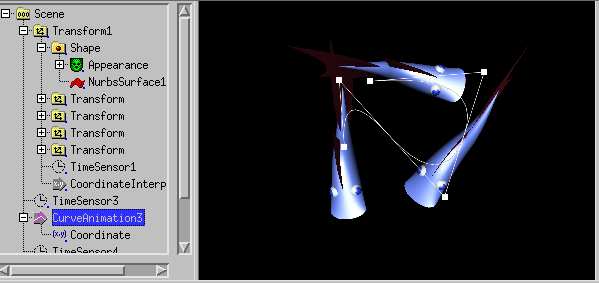 Scene
Transform1
Shape
Appearance
NurbsSurface1
Transform
Transform
Transform
Transform
TimeSensor1
CoordinateInterp
TimeSensor3
CurveAnimation3
Coordinate
TimeSensor4